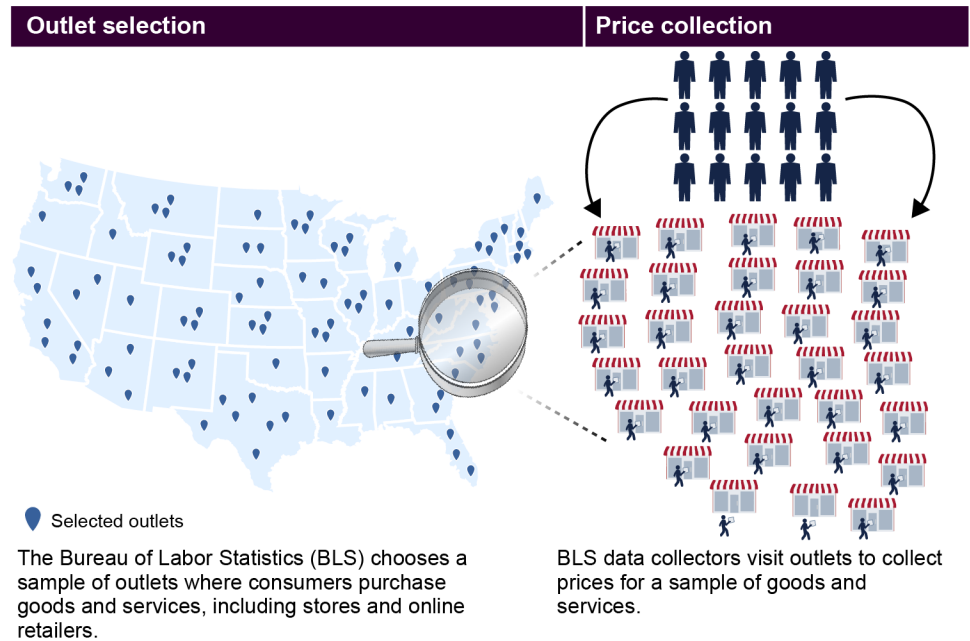 Outlet selection
Price collection
Selected outlets
The Bureau of Labor Statistics (BLS) chooses a
sample of outlets where consumers purchase
goods and services, including stores and online
retailers.
BLS data collectors visit outlets to collect
prices for a sample of goods and
services.